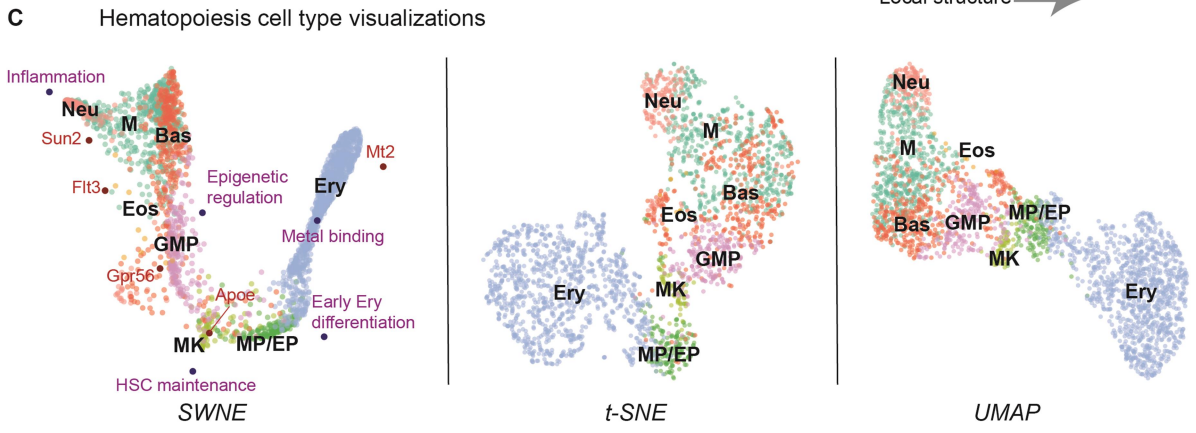 Local structure
C Hematopoiesis cell type visualizations
Inflammation
Neu
M
Bas
Sun2
Mt2
Flt3
Epigenetic
regulation
Ery
Eos
Metal binding
GMP
Gpr56
Apoe
Early Ery
differentiation
MK
MP/EP
HSC maintenance
SWNE
Neu
M
Bas
Eos
GMP
Ery
MK
MP/EP
t-SNE
Neu
M
Eos
Bas
GMP
MP/EP
MK
Ery
UMAP